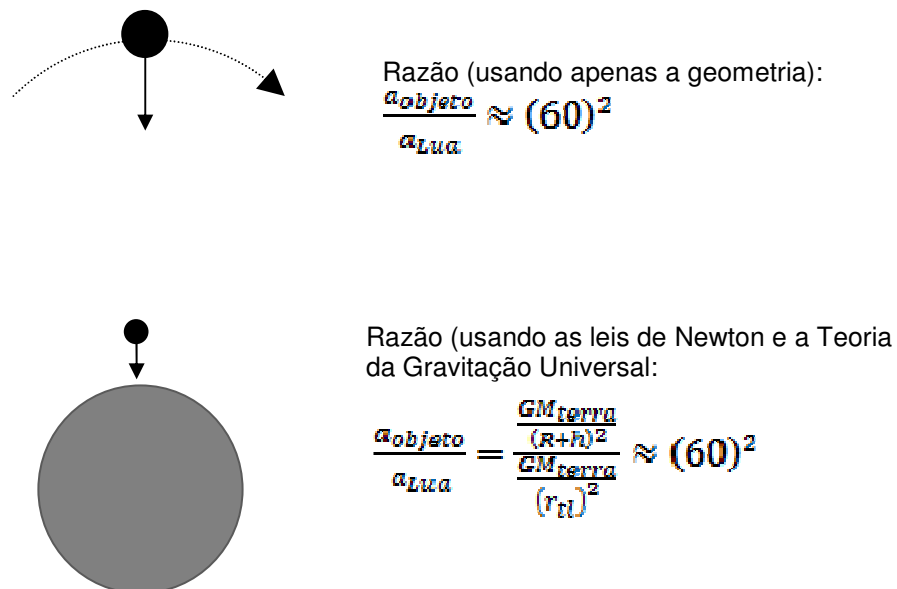 Razão (usando apenas a geometria):
a_objeto / a_Lua ≈ (60)²
Razão (usando as leis de Newton e a Teoria
da Gravitação Universal:
a_objeto / a_Lua = (GM_terra / (R+h)²) / (GM_terra / (r_tl)²) ≈ (60)²